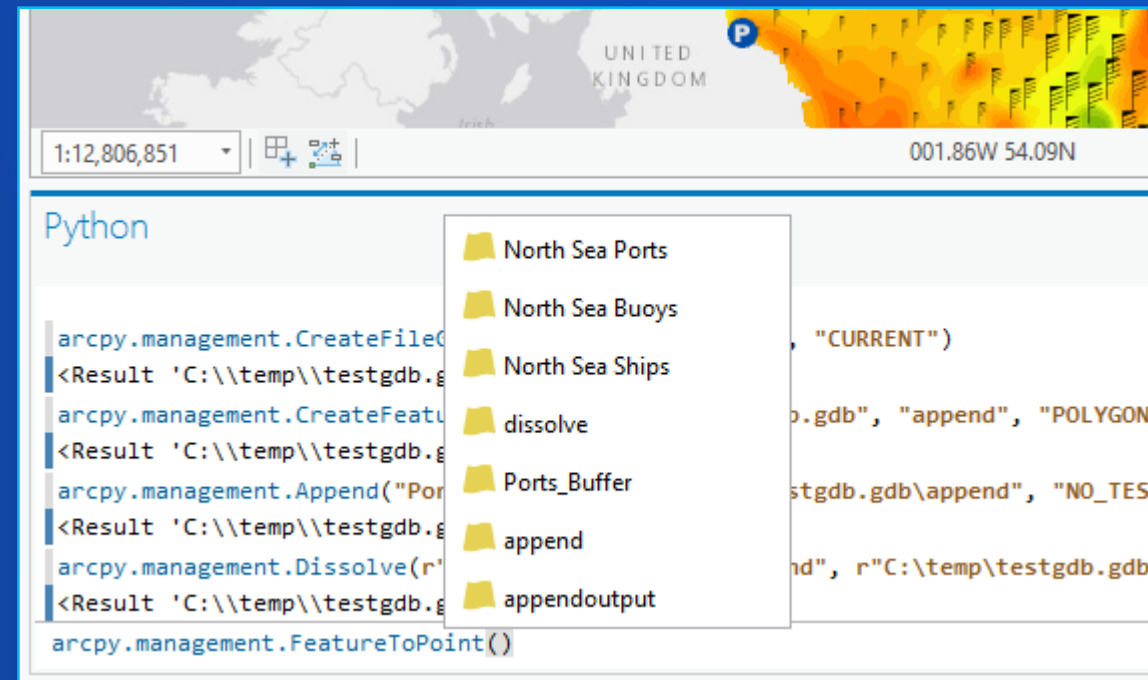 P
UNITED
KINGDOM
Irish
1:12,806,851
001.86W 54.09N
Python
North Sea Ports
North Sea Buoys
North Sea Ships
dissolve
Ports_Buffer
append
appendoutput
arcpy.management.CreateFileG , "CURRENT")
<Result 'C:\\temp\\testgdb.g
arcpy.management.CreateFeatu b.gdb", "append", "POLYGON
<Result 'C:\\temp\\testgdb.g
arcpy.management.Append("Por stgdb.gdb\append", "NO_TES
<Result 'C:\\temp\\testgdb.g
arcpy.management.Dissolve(r" nd", r"C:\temp\testgdb.gdb
<Result 'C:\\temp\\testgdb.g
arcpy.management.FeatureToPoint()